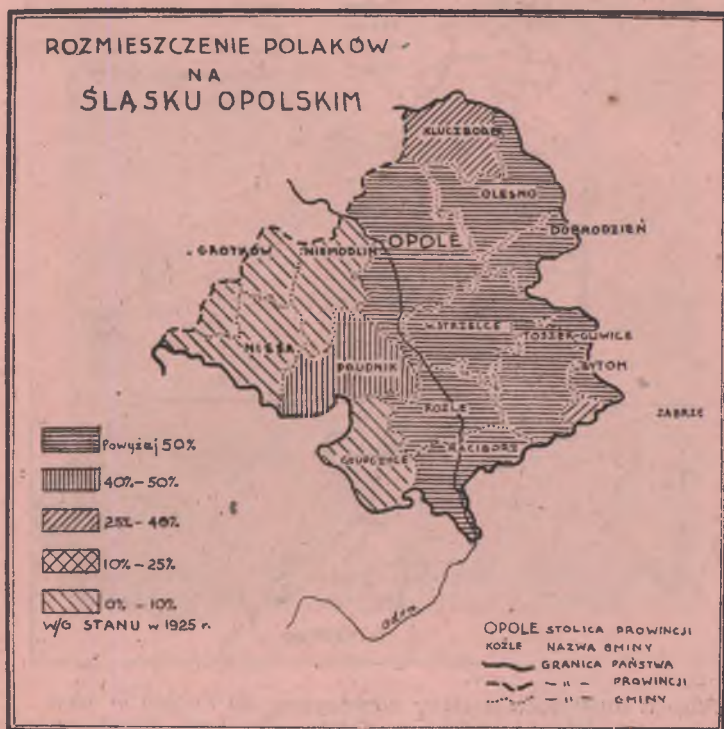 ROZMIESZCZENIE POLAKÓW
NA
ŚLĄSKU OPOLSKIM
KLUCZBOREK
OLESNO
DOBRODZIEŃ
OPOLE
GROTKÓW
NIEMODLIN
W.STRZELCE
TOSZEK-GLIWICE
NISSA
PRUDNIK
BYTOM
KOŹLE
ZABRZE
RACIBÓRZ
GŁUPCZYCE
Powyżej 50%
40%-50%
25%-40%
10%-25%
0%-10%
W/G STANU w 1925 r.
Odra
OPOLE STOLICA PROWINCJI
KOŹLE NAZWA GMINY
GRANICA PAŃSTWA
- " - PROWINCJI
- " - GMINY